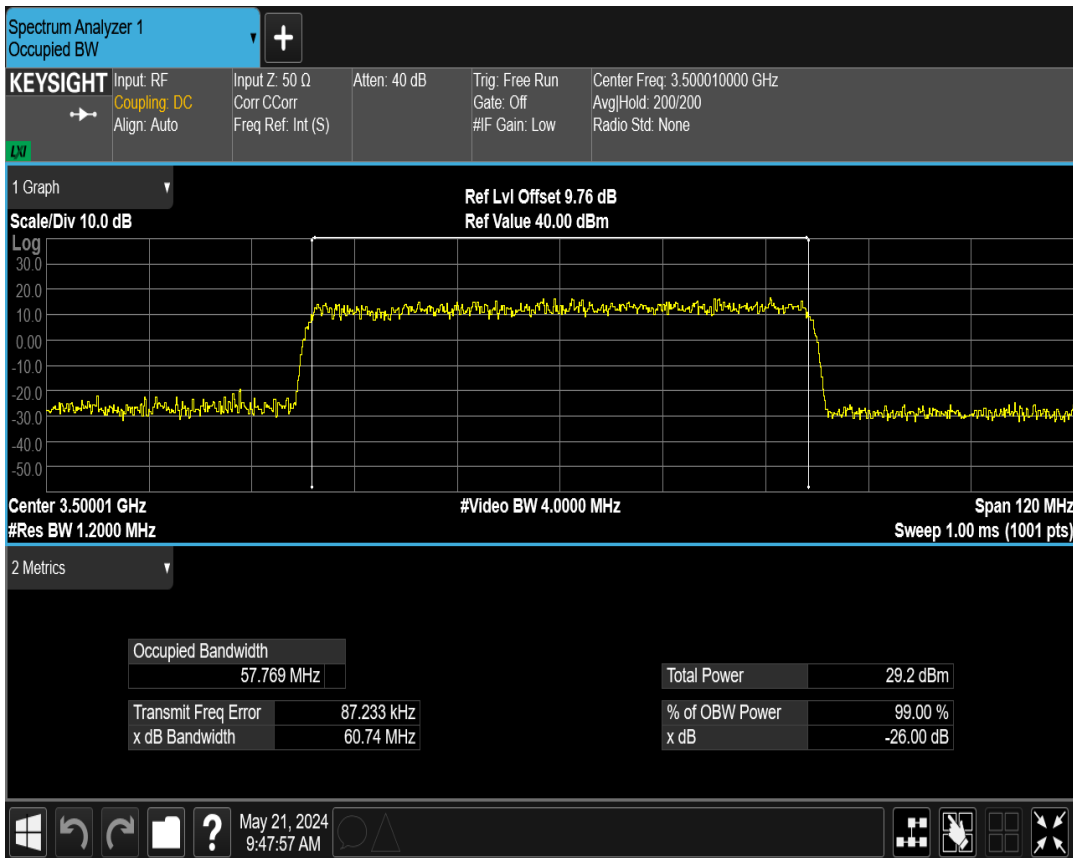 Spectrum Analyzer 1
Occupied BW
KEYSIGHT
LXI
Input: RF
Coupling: DC
Align: Auto
Input Z: 50 Ω
Corr CCorr
Freq Ref: Int (S)
Atten: 40 dB
Trig: Free Run
Gate: Off
#IF Gain: Low
Center Freq: 3.500010000 GHz
Avg|Hold: 200/200
Radio Std: None
1 Graph
Scale/Div 10.0 dB
Ref Lvl Offset 9.76 dB
Ref Value 40.00 dBm
Log
30.0
20.0
10.0
0.00
-10.0
-20.0
-30.0
-40.0
-50.0
Center 3.50001 GHz
#Res BW 1.2000 MHz
#Video BW 4.0000 MHz
Span 120 MHz
Sweep 1.00 ms (1001 pts)
2 Metrics
Occupied Bandwidth
57.769 MHz
Transmit Freq Error 87.233 kHz
x dB Bandwidth 60.74 MHz
Total Power 29.2 dBm
% of OBW Power 99.00 %
x dB -26.00 dB
?
May 21, 2024
9:47:57 AM